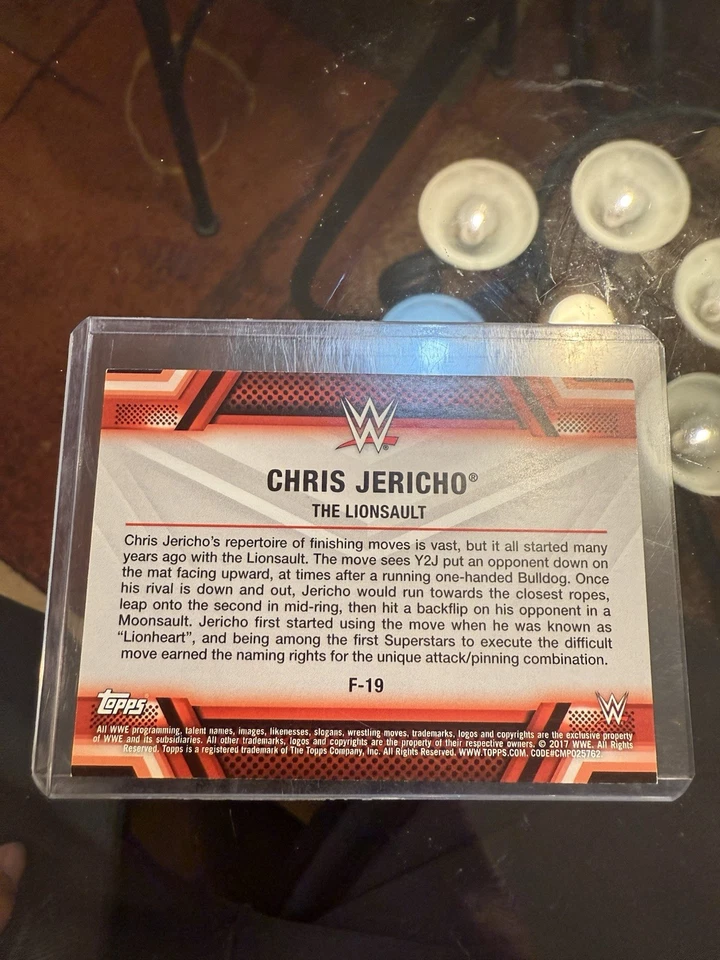 W
CHRIS JERICHO®
THE LIONSAULT
Chris Jericho's repertoire of finishing moves is vast, but it all started many
years ago with the Lionsault. The move sees Y2J put an opponent down on
the mat facing upward, at times after a running one-handed Bulldog. Once
his rival is down and out, Jericho would run towards the closest ropes,
leap onto the second in mid-ring, then hit a backflip on his opponent in a
Moonsault. Jericho first started using the move when he was known as
“Lionheart”, and being among the first Superstars to execute the difficult
move earned the naming rights for the unique attack/pinning combination.
F-19
Topps®
W
All WWE programming, talent names, images, likenesses, slogans, wrestling moves, trademarks, logos and copyrights are the exclusive property
of WWE and its subsidiaries. All other trademarks, logos and copyrights are the property of their respective owners. © 2017 WWE. All Rights
Reserved. Topps is a registered trademark of The Topps Company, Inc. All Rights Reserved. WWW.TOPPS.COM. CODE#CMP025762.